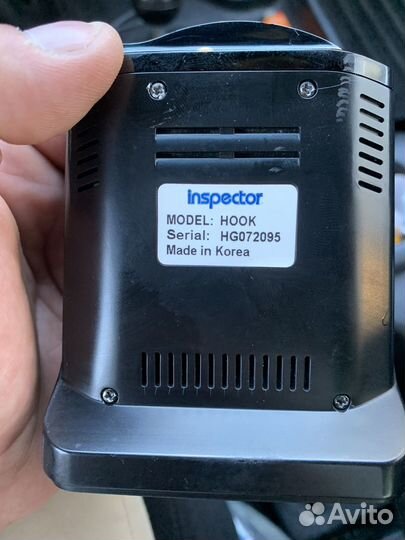 inspector
MODEL: HOOK
Serial: HG072095
Made in Korea
Avito